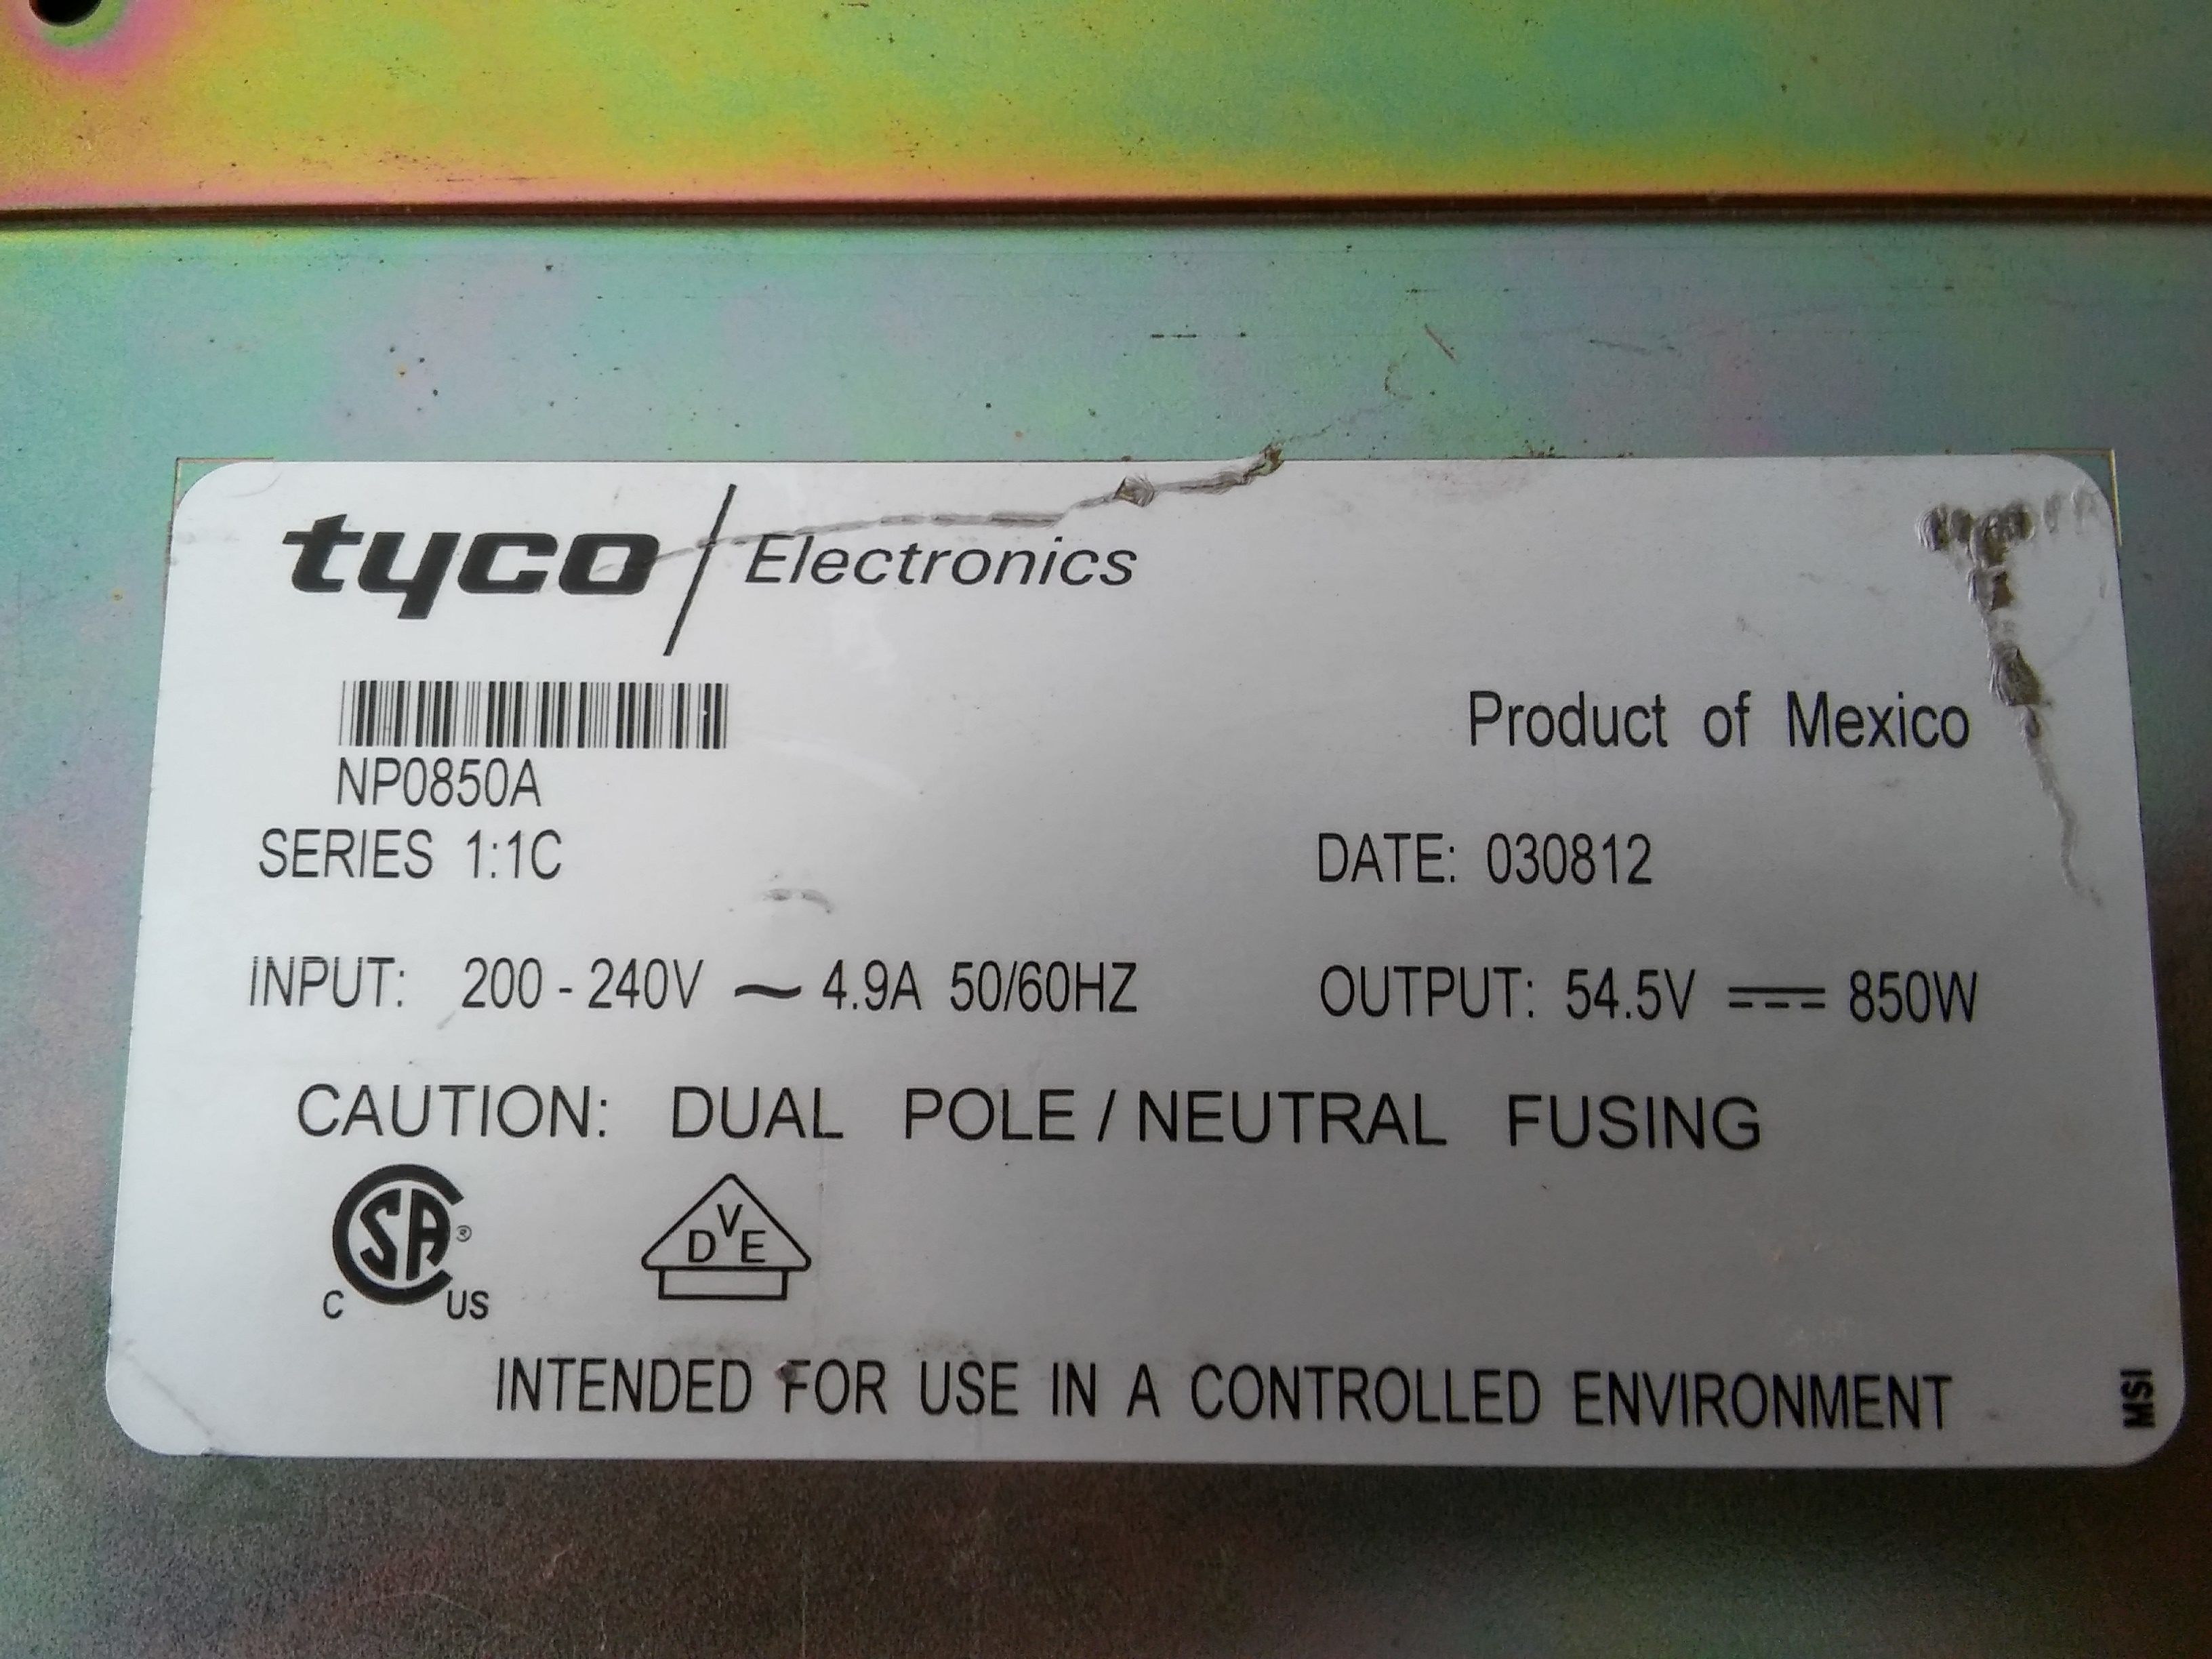 tyco / Electronics
NP0850A
Product of Mexico
SERIES 1:1C
DATE: 030812
INPUT: 200 - 240V ~ 4.9A 50/60HZ
OUTPUT: 54.5V ⎓ 850W
CAUTION: DUAL POLE / NEUTRAL FUSING
CSA® C US
DVE
INTENDED FOR USE IN A CONTROLLED ENVIRONMENT
MSI